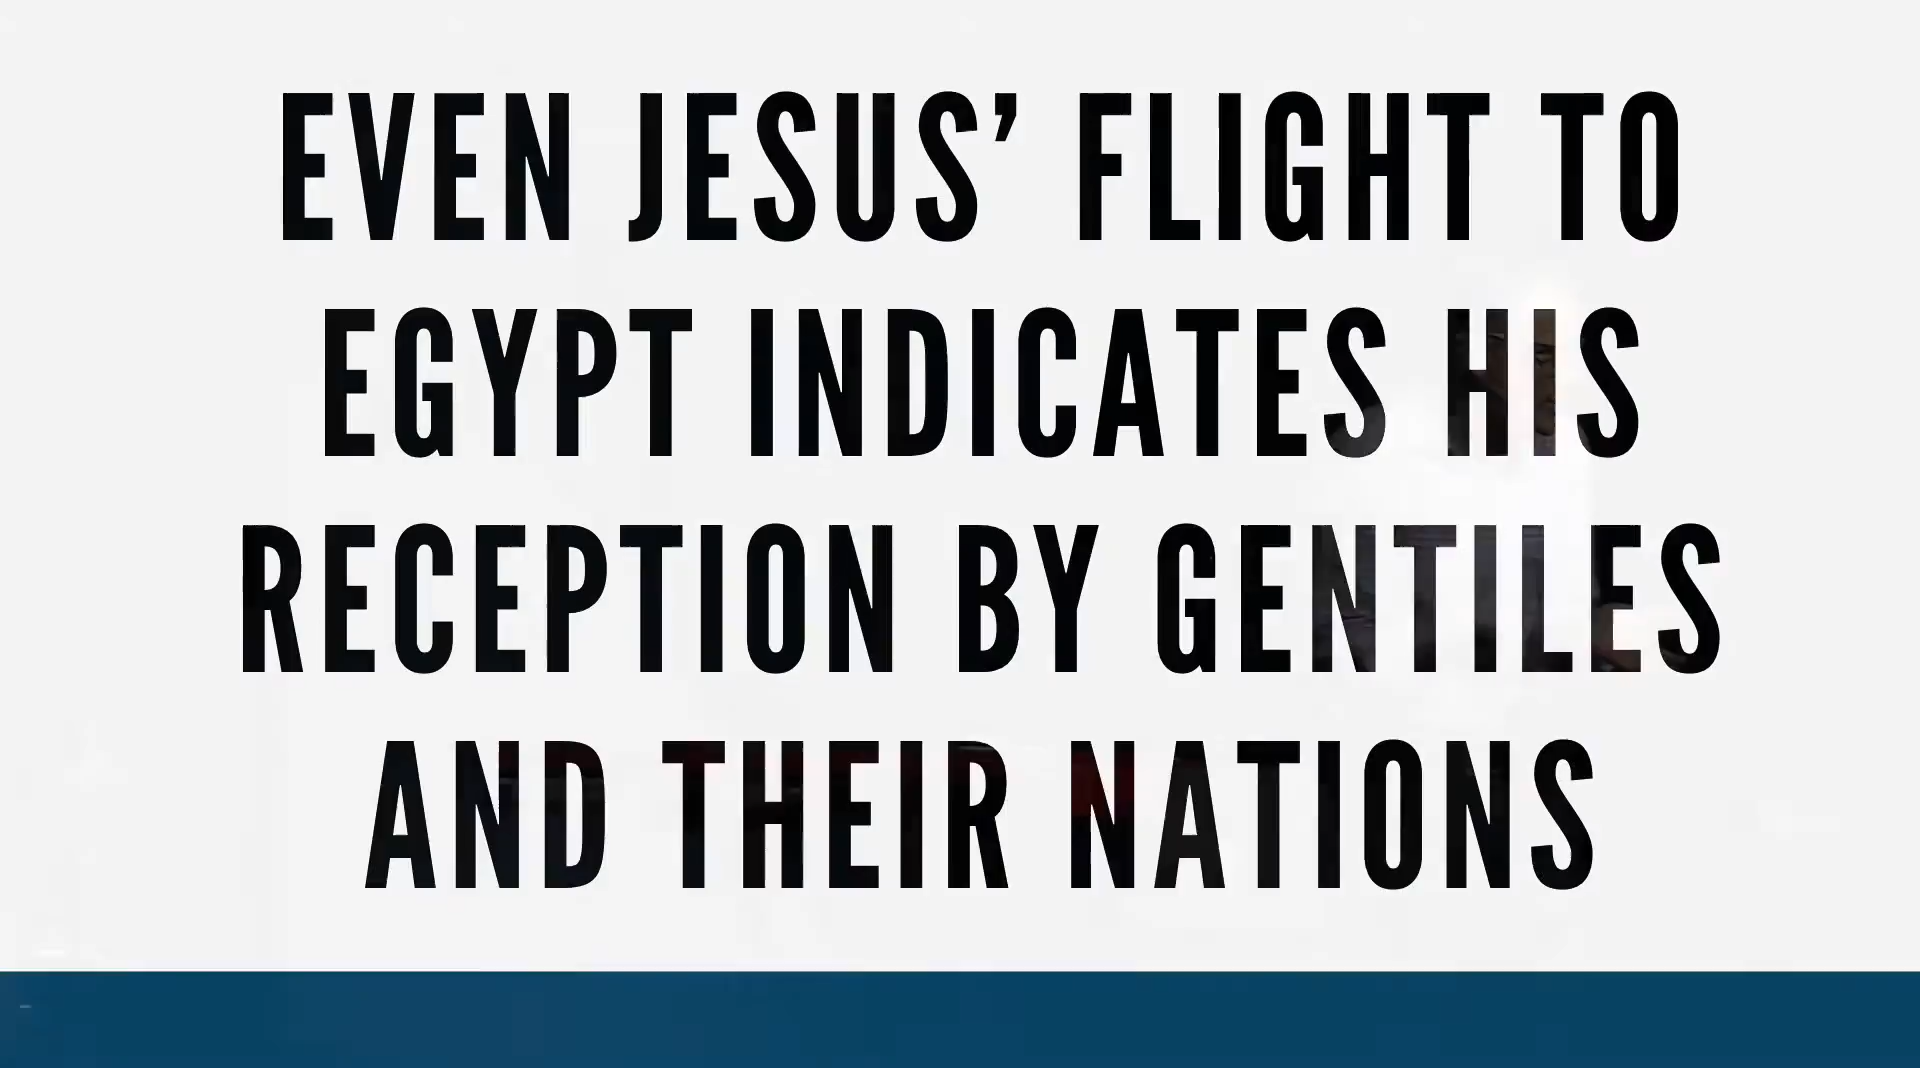 EVEN JESUS’ FLIGHT TO
EGYPT INDICATES HIS
RECEPTION BY GENTILES
AND THEIR NATIONS